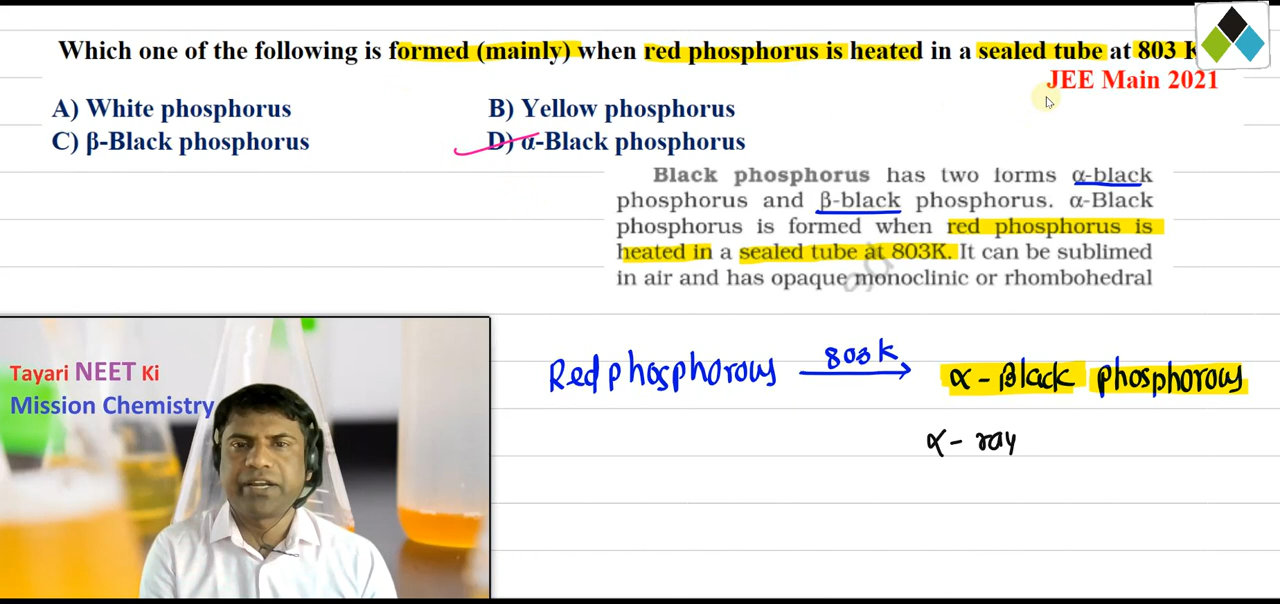 Which one of the following is formed (mainly) when red phosphorus is heated in a sealed tube at 803 K
JEE Main 2021
A) White phosphorus B) Yellow phosphorus
C) β-Black phosphorus D) α-Black phosphorus
Black phosphorus has two forms α-black
phosphorus and β-black phosphorus. α-Black
phosphorus is formed when red phosphorus is
heated in a sealed tube at 803K. It can be sublimed
in air and has opaque monoclinic or rhombohedral
Tayari NEET Ki
Mission Chemistry
Red phosphorous 803 K α- Black phosphorous
α- ray